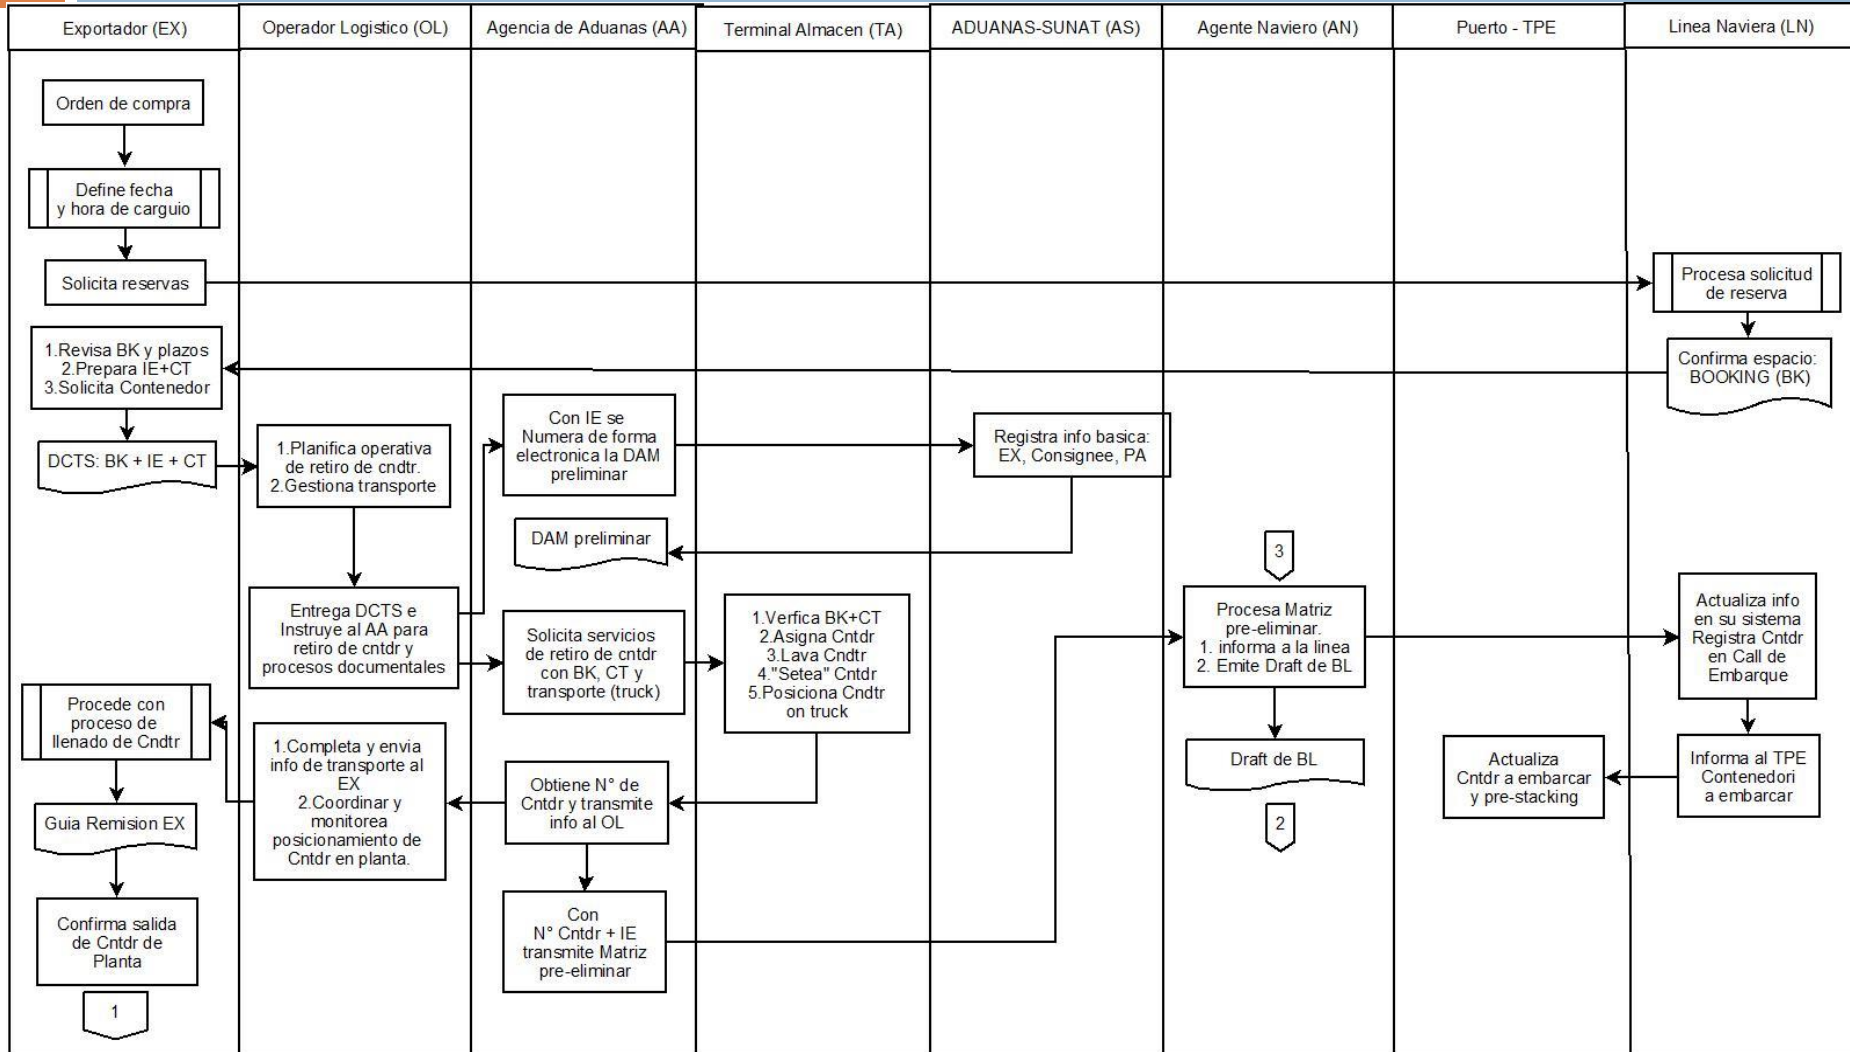 Exportador (EX)
Operador Logistico (OL)
Agencia de Aduanas (AA)
Terminal Almacen (TA)
ADUANAS-SUNAT (AS)
Agente Naviero (AN)
Puerto - TPE
Linea Naviera (LN)
Orden de compra
Define fecha
y hora de carguio
Solicita reservas
Procesa solicitud
de reserva
Confirma espacio:
BOOKING (BK)
1.Revisa BK y plazos
2.Prepara IE+CT
3.Solicita Contenedor
DCTS: BK + IE + CT
1.Planifica operativa
de retiro de cndtr.
2.Gestiona transporte
Entrega DCTS e
Instruye al AA para
retiro de cntdr y
procesos documentales
Con IE se
Numera de forma
electronica la DAM
preliminar
Registra info basica:
EX, Consignee, PA
DAM preliminar
Solicita servicios
de retiro de cntdr
con BK, CT y
transporte (truck)
1.Verfica BK+CT
2.Asigna Cntdr
3.Lava Cndtr
4."Setea" Cntdr
5.Posiciona Cndtr
on truck
Obtiene N° de
Cntdr y transmite
info al OL
1.Completa y envia
info de transporte al
EX
2.Coordinar y
monitorea
posicionamiento de
Cntdr en planta.
Procede con
proceso de
llenado de Cndtr
Guia Remision EX
Confirma salida
de Cntdr de
Planta
1
Con
N° Cntdr + IE
transmite Matriz
pre-eliminar
3
Procesa Matriz
pre-eliminar.
1. informa a la linea
2. Emite Draft de BL
Draft de BL
2
Actualiza info
en su sistema
Registra Cntdr
en Call de
Embarque
Informa al TPE
Contenedori
a embarcar
Actualiza
Cntdr a embarcar
y pre-stacking